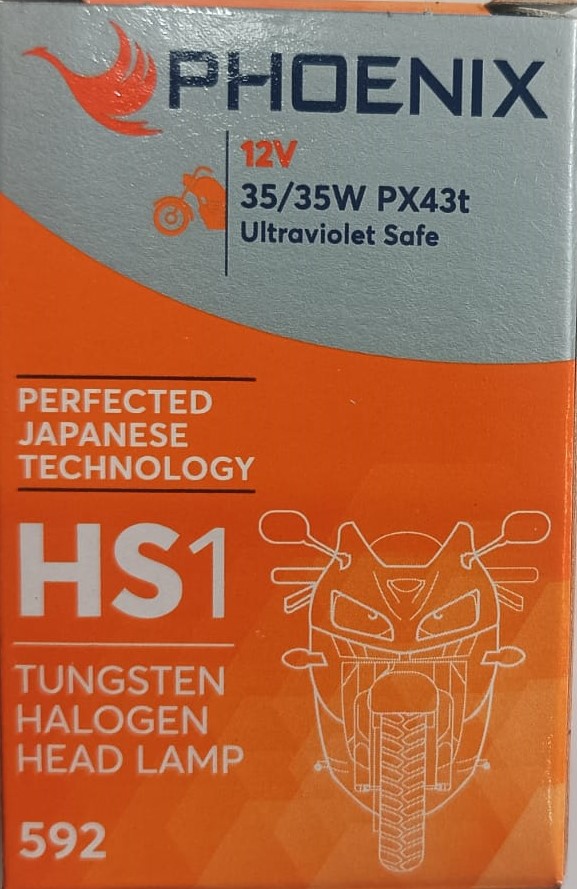 PHOENIX
12V
35/35W PX43t
Ultraviolet Safe
PERFECTED
JAPANESE
TECHNOLOGY
HS1
TUNGSTEN
HALOGEN
HEAD LAMP
592